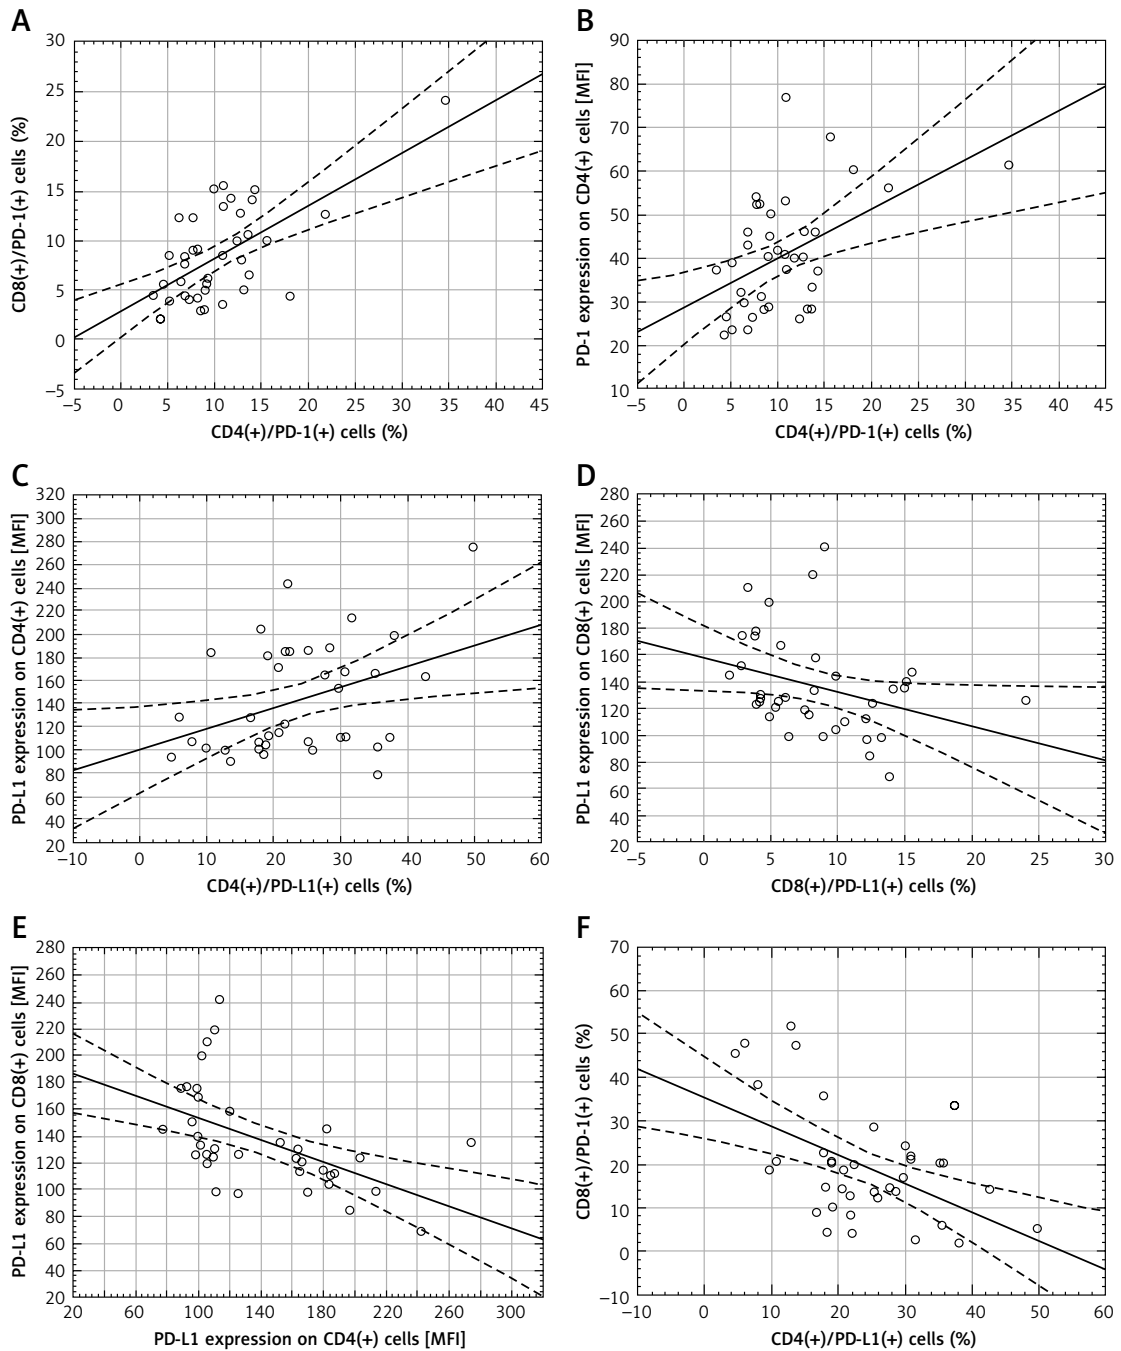 A
CD8(+)/PD-1(+) cells (%)
30
25
20
15
10
5
0
−5
−5 0 5 10 15 20 25 30 35 40 45
CD4(+)/PD-1(+) cells (%)
B
PD-1 expression on CD4(+) cells [MFI]
90
80
70
60
50
40
30
20
10
−5 0 5 10 15 20 25 30 35 40 45
CD4(+)/PD-1(+) cells (%)
C
PD-L1 expression on CD4(+) cells [MFI]
320
300
280
260
240
220
200
180
160
140
120
100
80
60
40
20
−10 0 10 20 30 40 50 60
CD4(+)/PD-L1(+) cells (%)
D
PD-L1 expression on CD8(+) cells [MFI]
280
260
240
220
200
180
160
140
120
100
80
60
40
20
−5 0 5 10 15 20 25 30
CD8(+)/PD-L1(+) cells (%)
E
PD-L1 expression on CD8(+) cells [MFI]
280
260
240
220
200
180
160
140
120
100
80
60
40
20
20 60 100 140 180 220 260 300
PD-L1 expression on CD4(+) cells [MFI]
F
CD8(+)/PD-1(+) cells (%)
70
60
50
40
30
20
10
0
−10
−10 0 10 20 30 40 50 60
CD4(+)/PD-L1(+) cells (%)